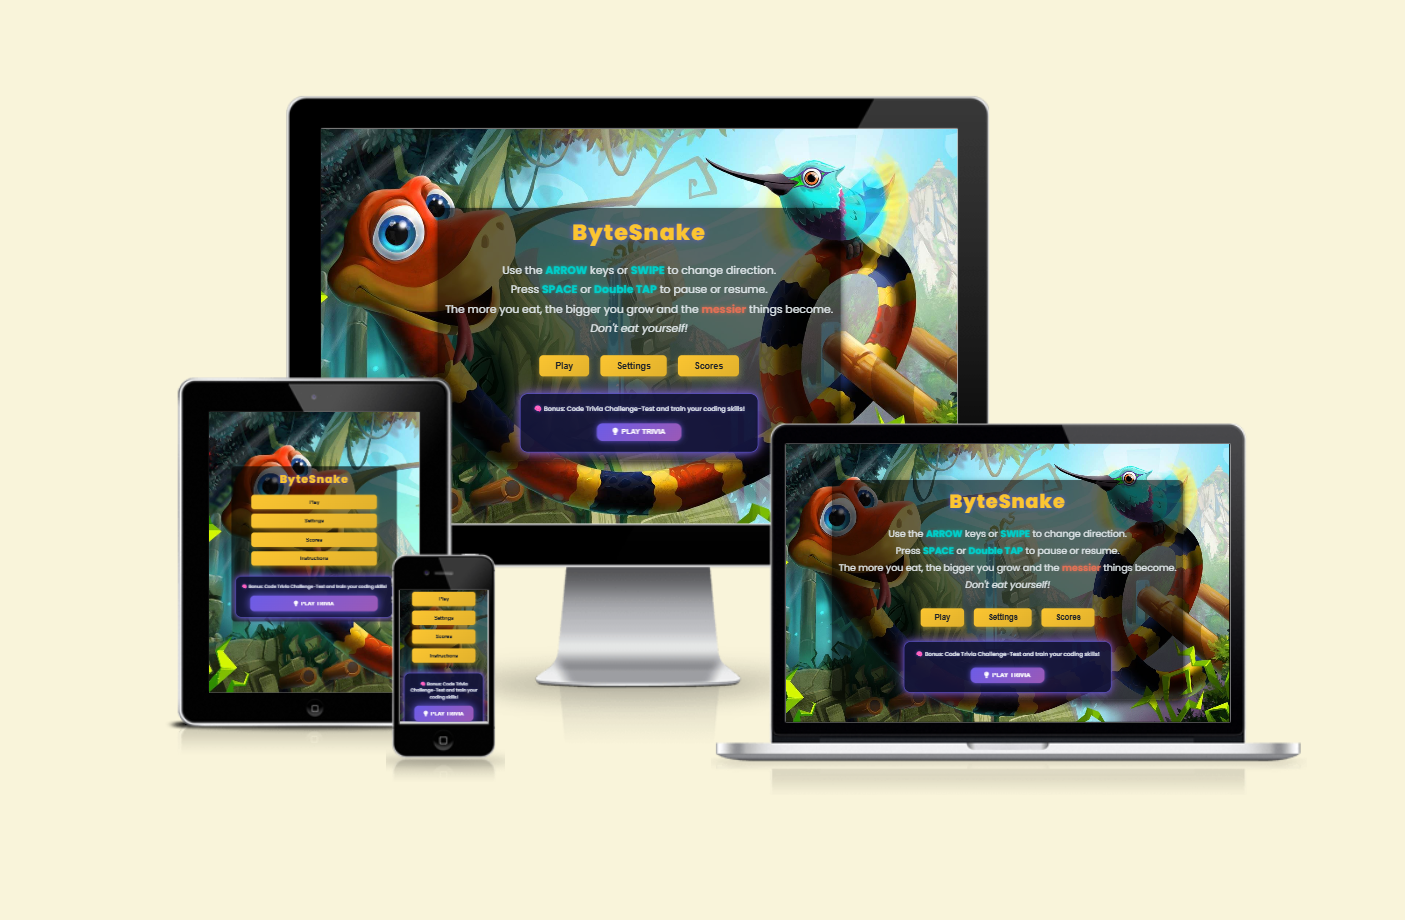 ByteSnake
Use the ARROW keys or SWIPE to change direction.
Press SPACE or Double TAP to pause or resume.
The more you eat, the bigger you grow and the messier things become.
Don't eat yourself!
Play Settings Scores
🧠 Bonus: Code Trivia Challenge-Test and train your coding skills!
PLAY TRIVIA
ByteSnake
Play
Settings
Scores
Instructions
🧠 Bonus: Code Trivia Challenge-Test and train your coding skills!
PLAY TRIVIA
Play
Settings
Scores
Instructions
🧠 Bonus: Code Trivia
Challenge-Test and train your
coding skills!
PLAY TRIVIA
ByteSnake
Use the ARROW keys or SWIPE to change direction.
Press SPACE or Double TAP to pause or resume.
The more you eat, the bigger you grow and the messier things become.
Don't eat yourself!
Play Settings Scores
🧠 Bonus: Code Trivia Challenge-Test and train your coding skills!
PLAY TRIVIA